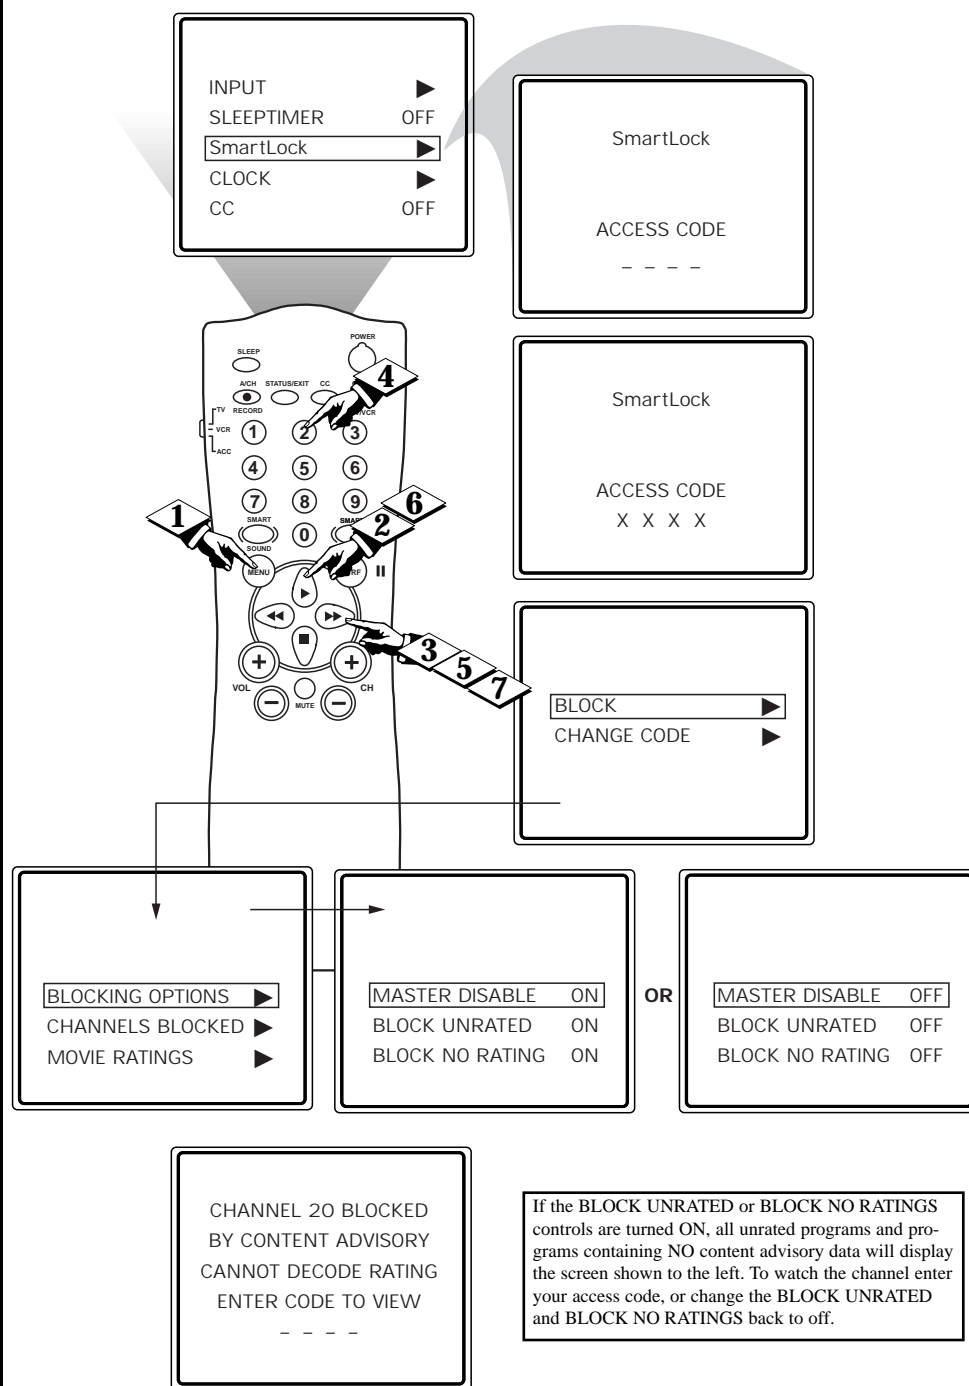 INPUT ▶
SLEEPTIMER OFF
SmartLock ▶
CLOCK ▶
CC OFF
SmartLock
ACCESS CODE
_ _ _ _
SmartLock
ACCESS CODE
X X X X
POWER
SLEEP
A/CH STATUS/EXIT CC
RECORD
TV
VCR
ACC
/VCR
1 2 3
4 5 6
7 8 9
SMART SMAR
0
SOUND
MENU RF II
VOL CH
MUTE
4
6
1 2
3 5 7
BLOCK ▶
CHANGE CODE ▶
BLOCKING OPTIONS ▶
CHANNELS BLOCKED ▶
MOVIE RATINGS ▶
MASTER DISABLE ON
BLOCK UNRATED ON
BLOCK NO RATING ON
OR
MASTER DISABLE OFF
BLOCK UNRATED OFF
BLOCK NO RATING OFF
CHANNEL 20 BLOCKED
BY CONTENT ADVISORY
CANNOT DECODE RATING
ENTER CODE TO VIEW
_ _ _ _
If the BLOCK UNRATED or BLOCK NO RATINGS
controls are turned ON, all unrated programs and pro-
grams containing NO content advisory data will display
the screen shown to the left. To watch the channel enter
your access code, or change the BLOCK UNRATED
and BLOCK NO RATINGS back to off.